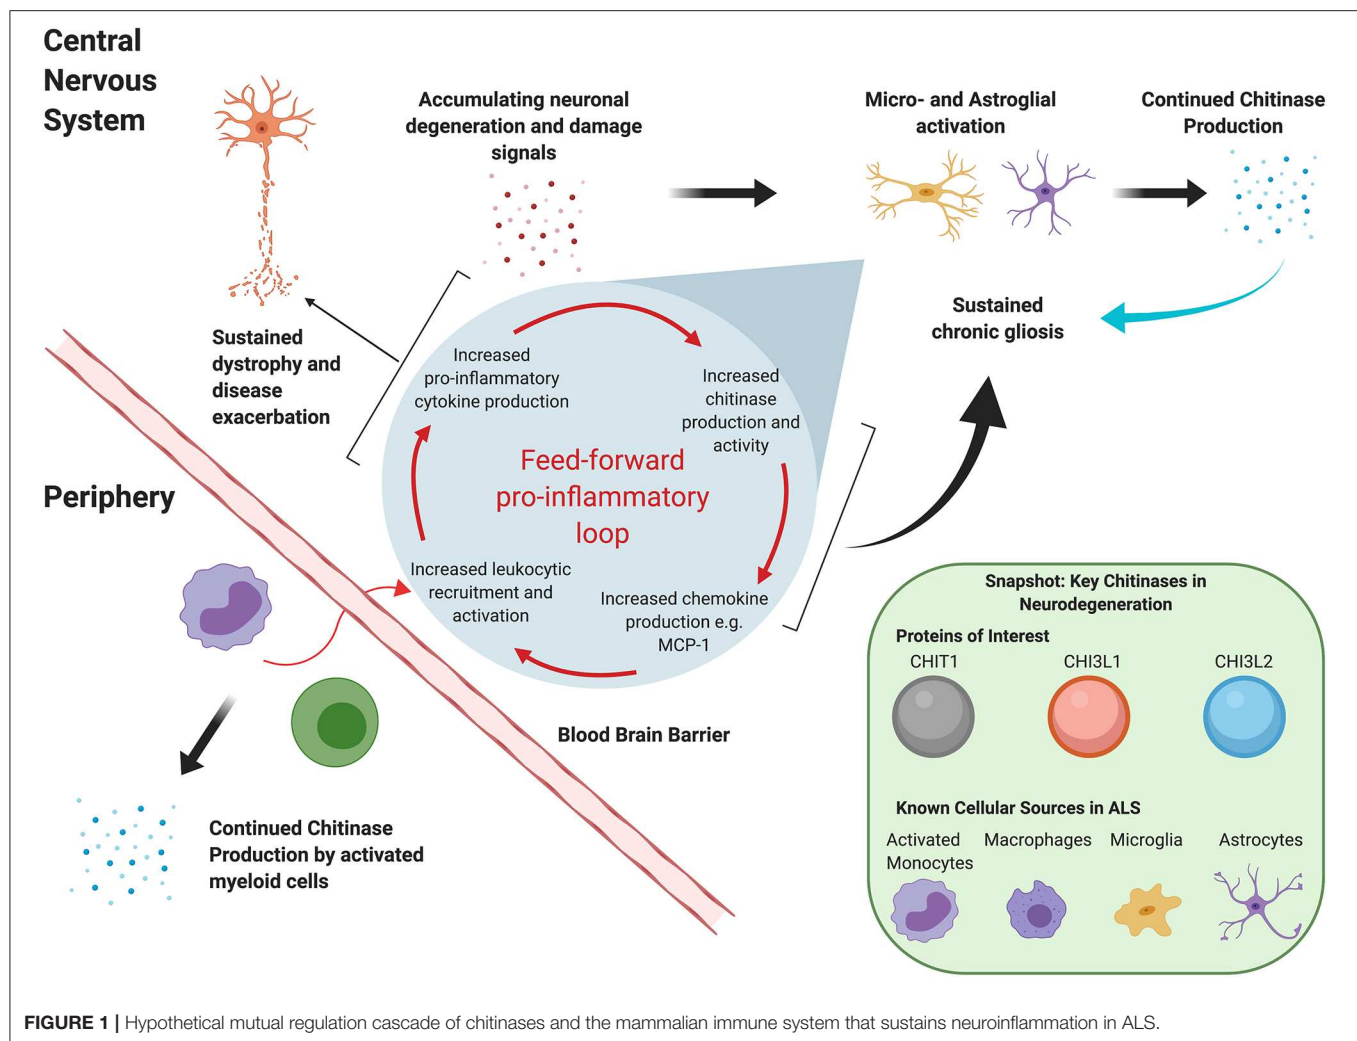 Central
Nervous
System
Accumulating neuronal
degeneration and damage
signals
Micro- and Astroglial
activation
Continued Chitinase
Production
Sustained
chronic gliosis
Sustained
dystrophy and
disease
exacerbation
Increased
pro-inflammatory
cytokine production
Increased
chitinase
production and
activity
Feed-forward
pro-inflammatory
loop
Increased leukocytic
recruitment and
activation
Increased chemokine
production e.g.
MCP-1
Periphery
Blood Brain Barrier
Continued Chitinase
Production by activated
myeloid cells
Snapshot: Key Chitinases in
Neurodegeneration
Proteins of Interest
CHIT1 CHI3L1 CHI3L2
Known Cellular Sources in ALS
Activated
Monocytes
Macrophages
Microglia
Astrocytes
FIGURE 1 | Hypothetical mutual regulation cascade of chitinases and the mammalian immune system that sustains neuroinflammation in ALS.